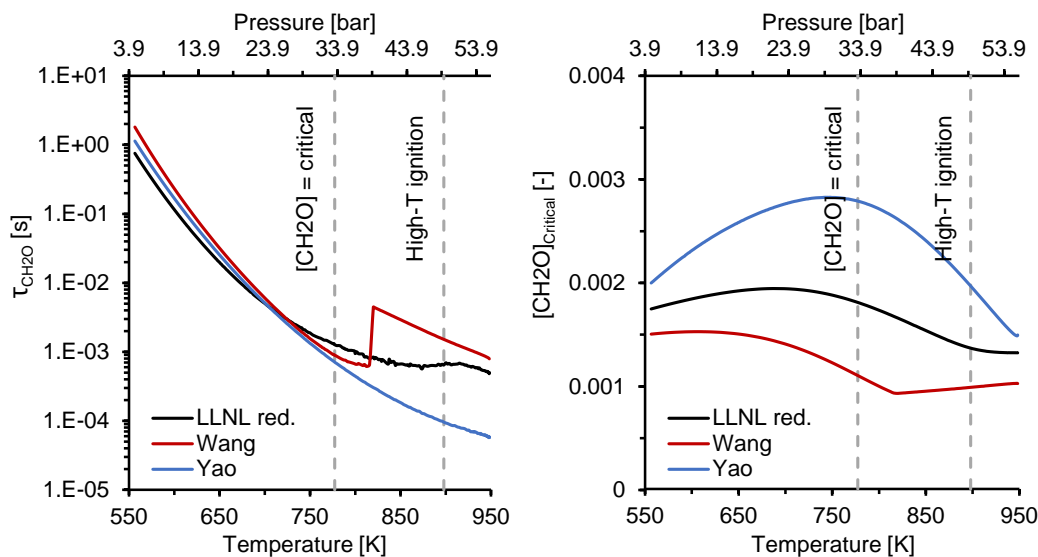 Pressure [bar]
3.9 13.9 23.9 33.9 43.9 53.9
1.E+01
1.E+00
1.E-01
1.E-02
1.E-03
1.E-04
1.E-05
τCH2O [s]
[CH2O] = critical
High-T ignition
LLNL red.
Wang
Yao
550 650 750 850 950
Temperature [K]
Pressure [bar]
3.9 13.9 23.9 33.9 43.9 53.9
0.004
0.003
0.002
0.001
0
[CH2O]Critical [-]
[CH2O] = critical
High-T ignition
LLNL red.
Wang
Yao
550 650 750 850 950
Temperature [K]